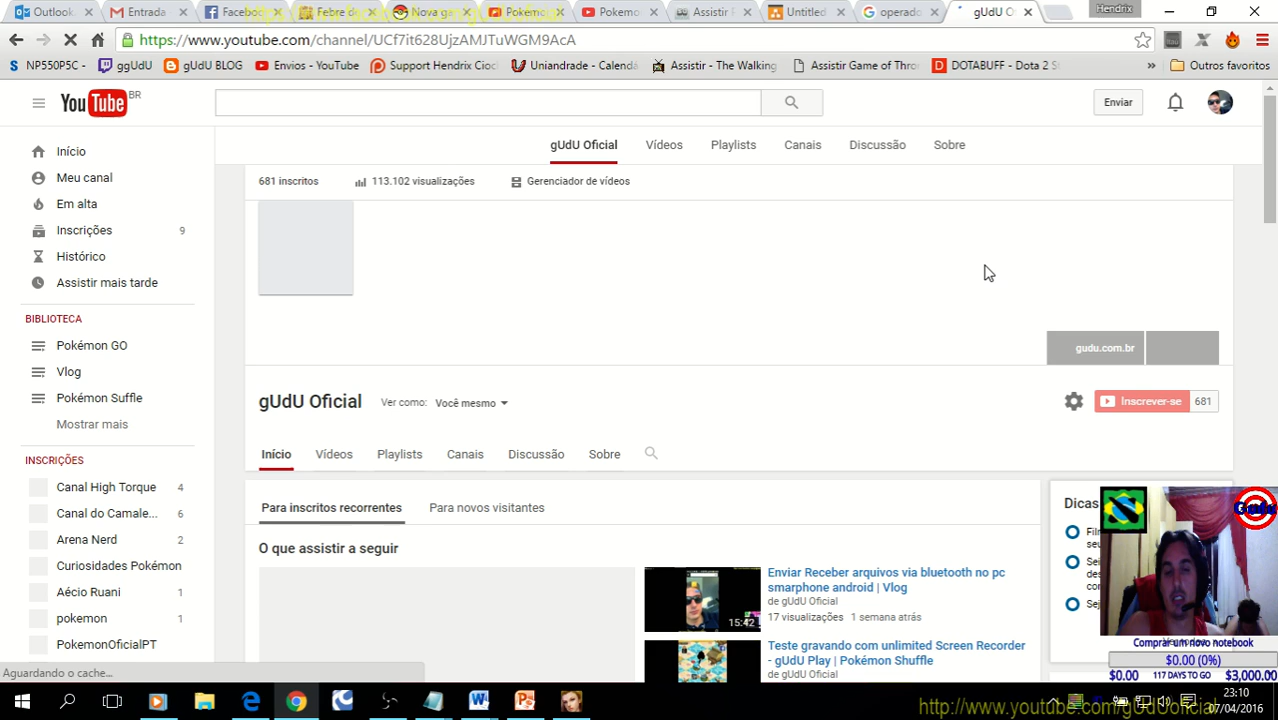 Outlook
Entrada
Facebook
Febre de
Nova ga
Pokemo
Pokemo
Assistir F
Untitled
operado
gUdU O
Hendrix
https://www.youtube.com/channel/UCf7it628UjzAMJTuWGM9AcA
NP550P5C -
ggUdU
gUdU BLOG
Envios - YouTube
Support Hendrix Cioc
Uniandrade - Calenda
Assistir - The Walking
Assistir Game of Thro
DOTABUFF - Dota 2 S
» Outros favoritos
YouTube BR
Enviar
gUdU Oficial Vídeos Playlists Canais Discussão Sobre
Início
Meu canal
Em alta
Inscrições 9
Histórico
Assistir mais tarde
BIBLIOTECA
Pokémon GO
Vlog
Pokémon Suffle
Mostrar mais
INSCRIÇÕES
Canal High Torque 4
Canal do Camale... 6
Arena Nerd 2
Curiosidades Pokémon
Aécio Ruani 1
pokemon 1
PokemonOficialPT
681 inscritos 113.102 visualizações Gerenciador de vídeos
gudu.com.br
gUdU Oficial Ver como: Você mesmo
Inscrever-se 681
Início Vídeos Playlists Canais Discussão Sobre
Para inscritos recorrentes Para novos visitantes
O que assistir a seguir
Enviar Receber arquivos via bluetooth no pc
smarphone android | Vlog
de gUdU Oficial
17 visualizações 1 semana atrás
15:42
Teste gravando com unlimited Screen Recorder
- gUdU Play | Pokémon Shuffle
de gUdU Oficial
Dicas
Gudu
Comprar um novo notebook
$0.00 (0%)
$0.00 117 DAYS TO GO $3,000.00
Aguardando o cache...
http://www.youtube.com/gUdUOficial
23:10
07/04/2016